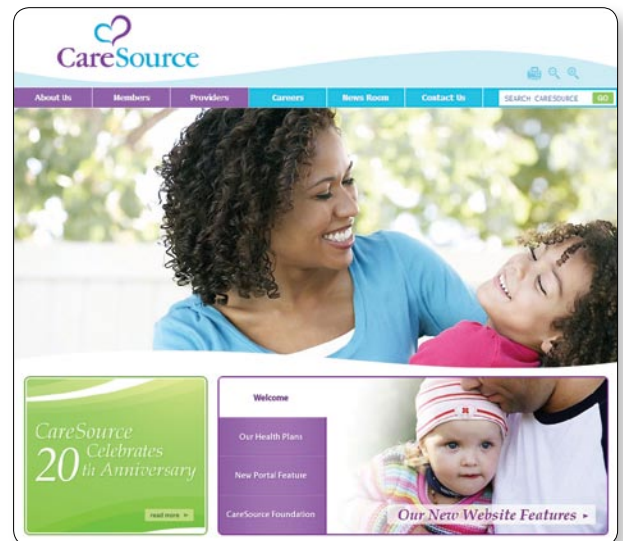 CareSource
About Us
Members
Providers
Careers
News Room
Contact Us
SEARCH CARESOURCE
GO
CareSource
Celebrates
20th Anniversary
read more
Welcome
Our Health Plans
New Portal Feature
CareSource Foundation
Our New Website Features